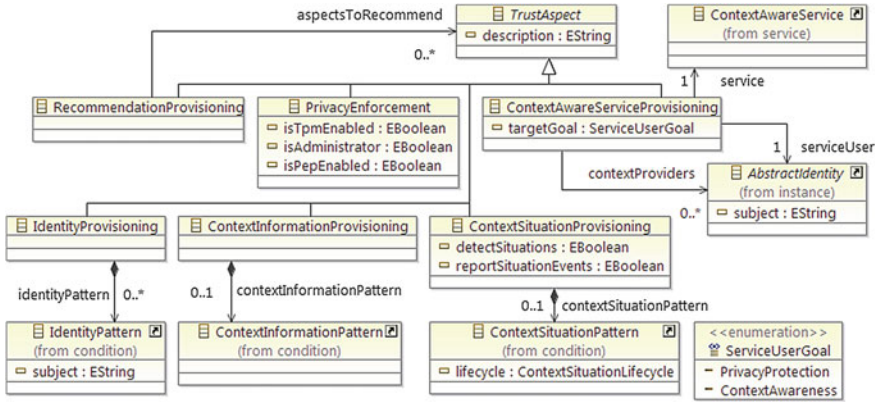 aspectsToRecommend
TrustAspect
description : EString
0..*
ContextAwareService
(from service)
1
service
RecommendationProvisioning
PrivacyEnforcement
isTpmEnabled : EBoolean
isAdministrator : EBoolean
isPepEnabled : EBoolean
ContextAwareServiceProvisioning
targetGoal : ServiceUserGoal
1
serviceUser
contextProviders
0..*
AbstractIdentity
(from instance)
subject : EString
IdentityProvisioning
ContextInformationProvisioning
ContextSituationProvisioning
detectSituations : EBoolean
reportSituationEvents : EBoolean
identityPattern
0..*
0..1
contextInformationPattern
0..1
contextSituationPattern
IdentityPattern
(from condition)
subject : EString
ContextInformationPattern
(from condition)
ContextSituationPattern
(from condition)
lifecycle : ContextSituationLifecycle
<<enumeration>>
ServiceUserGoal
PrivacyProtection
ContextAwareness